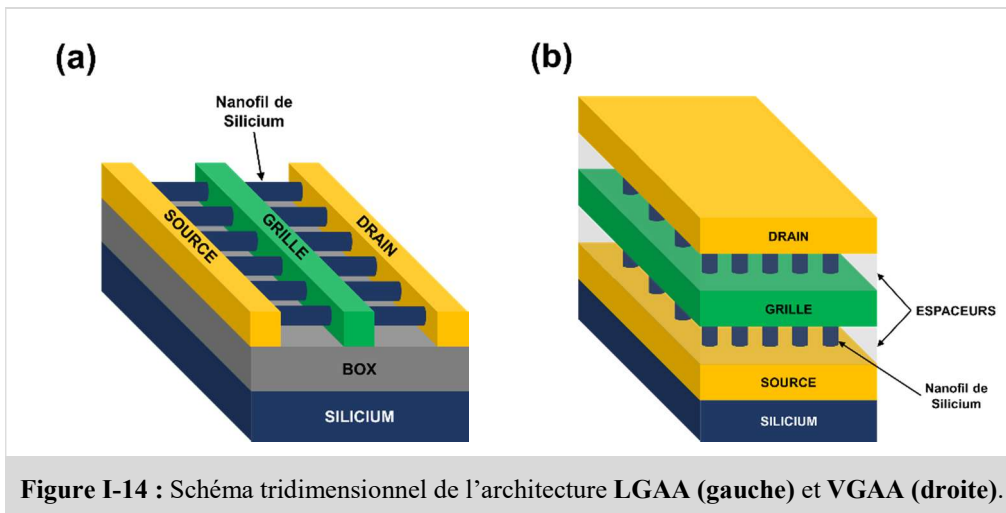 (a)
Nanofil de
Silicium
SOURCE
GRILLE
DRAIN
BOX
SILICIUM
(b)
DRAIN
GRILLE
ESPACEURS
SOURCE
Nanofil de
Silicium
SILICIUM
Figure I-14 : Schéma tridimensionnel de l’architecture LGAA (gauche) et VGAA (droite).